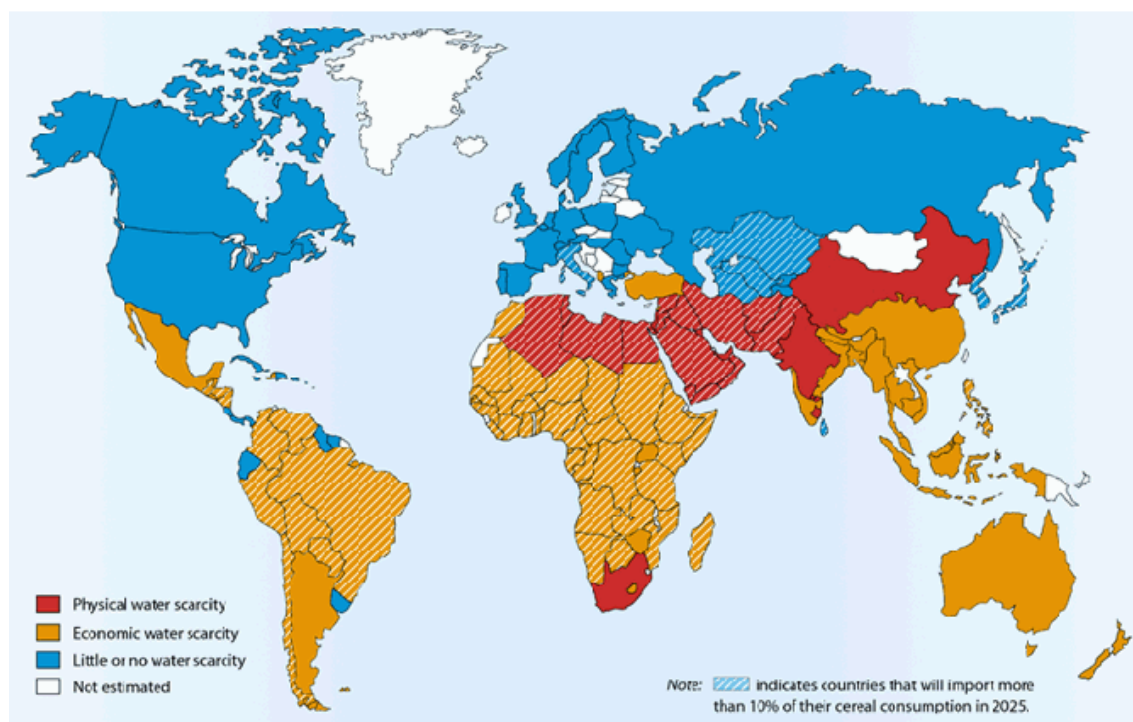 Physical water scarcity
Economic water scarcity
Little or no water scarcity
Not estimated
Note: indicates countries that will import more
than 10% of their cereal consumption in 2025.